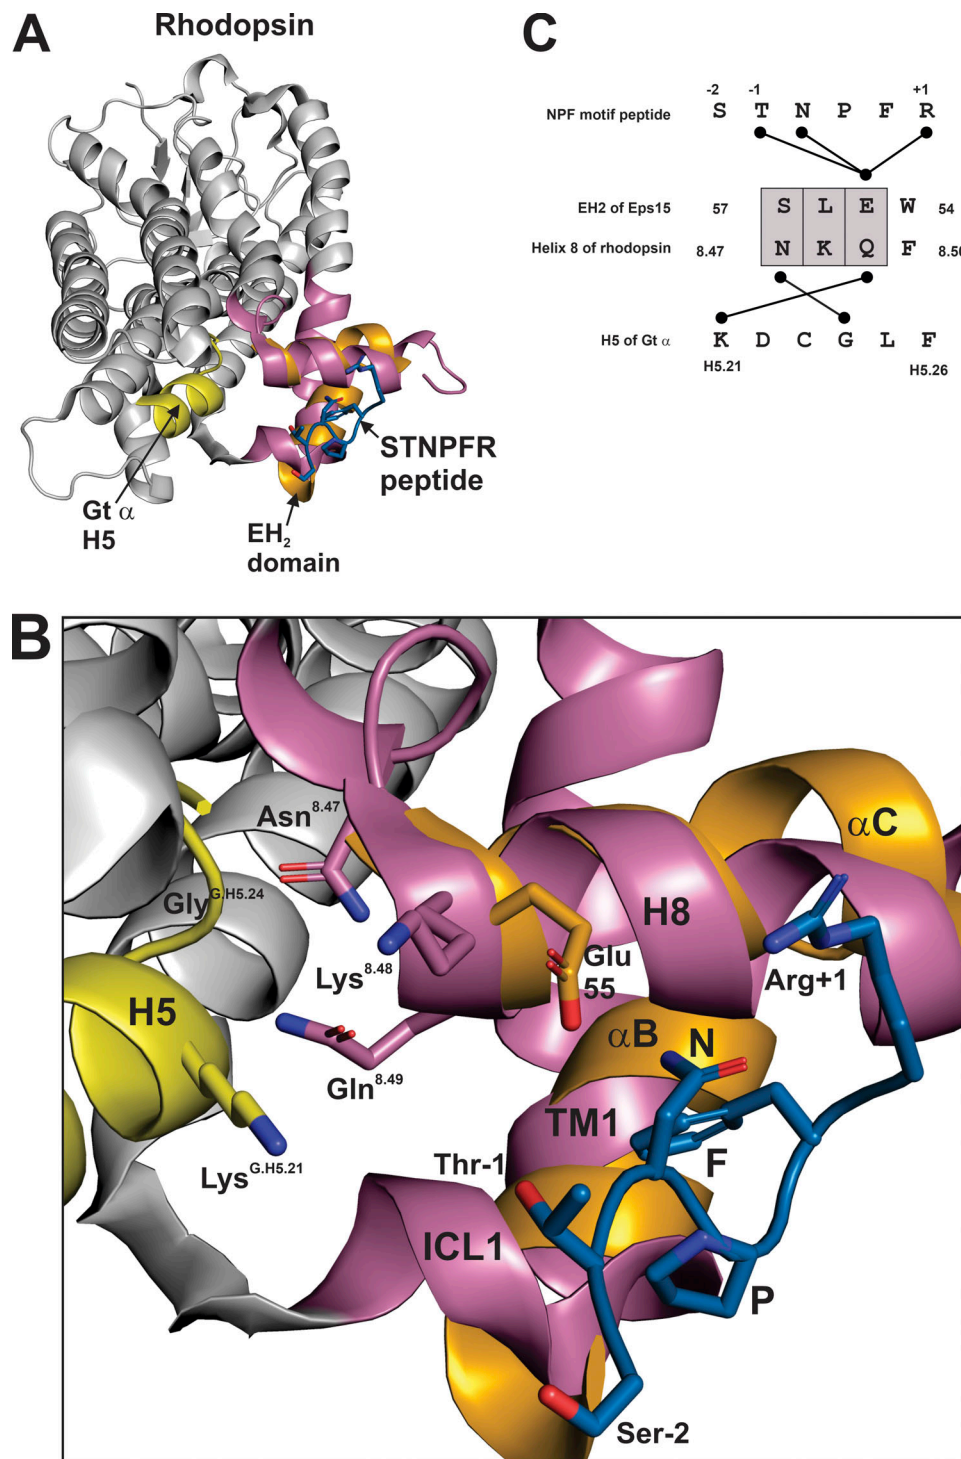 A
Rhodopsin
Gt α
H5
EH2
domain
STNPFR
peptide
C
-2 -1 +1
NPF motif peptide S T N P F R
EH2 of Eps15 57 S L E W 54
Helix 8 of rhodopsin 8.47 N K Q F 8.50
H5 of Gt α K D C G L F
H5.21 H5.26
B
Asn8.47
αC
GlyG.H5.24
H8
Lys8.48
Glu
55
Arg+1
H5
αB
N
Gln8.49
TM1
Thr-1
F
LysG.H5.21
ICL1
P
Ser-2